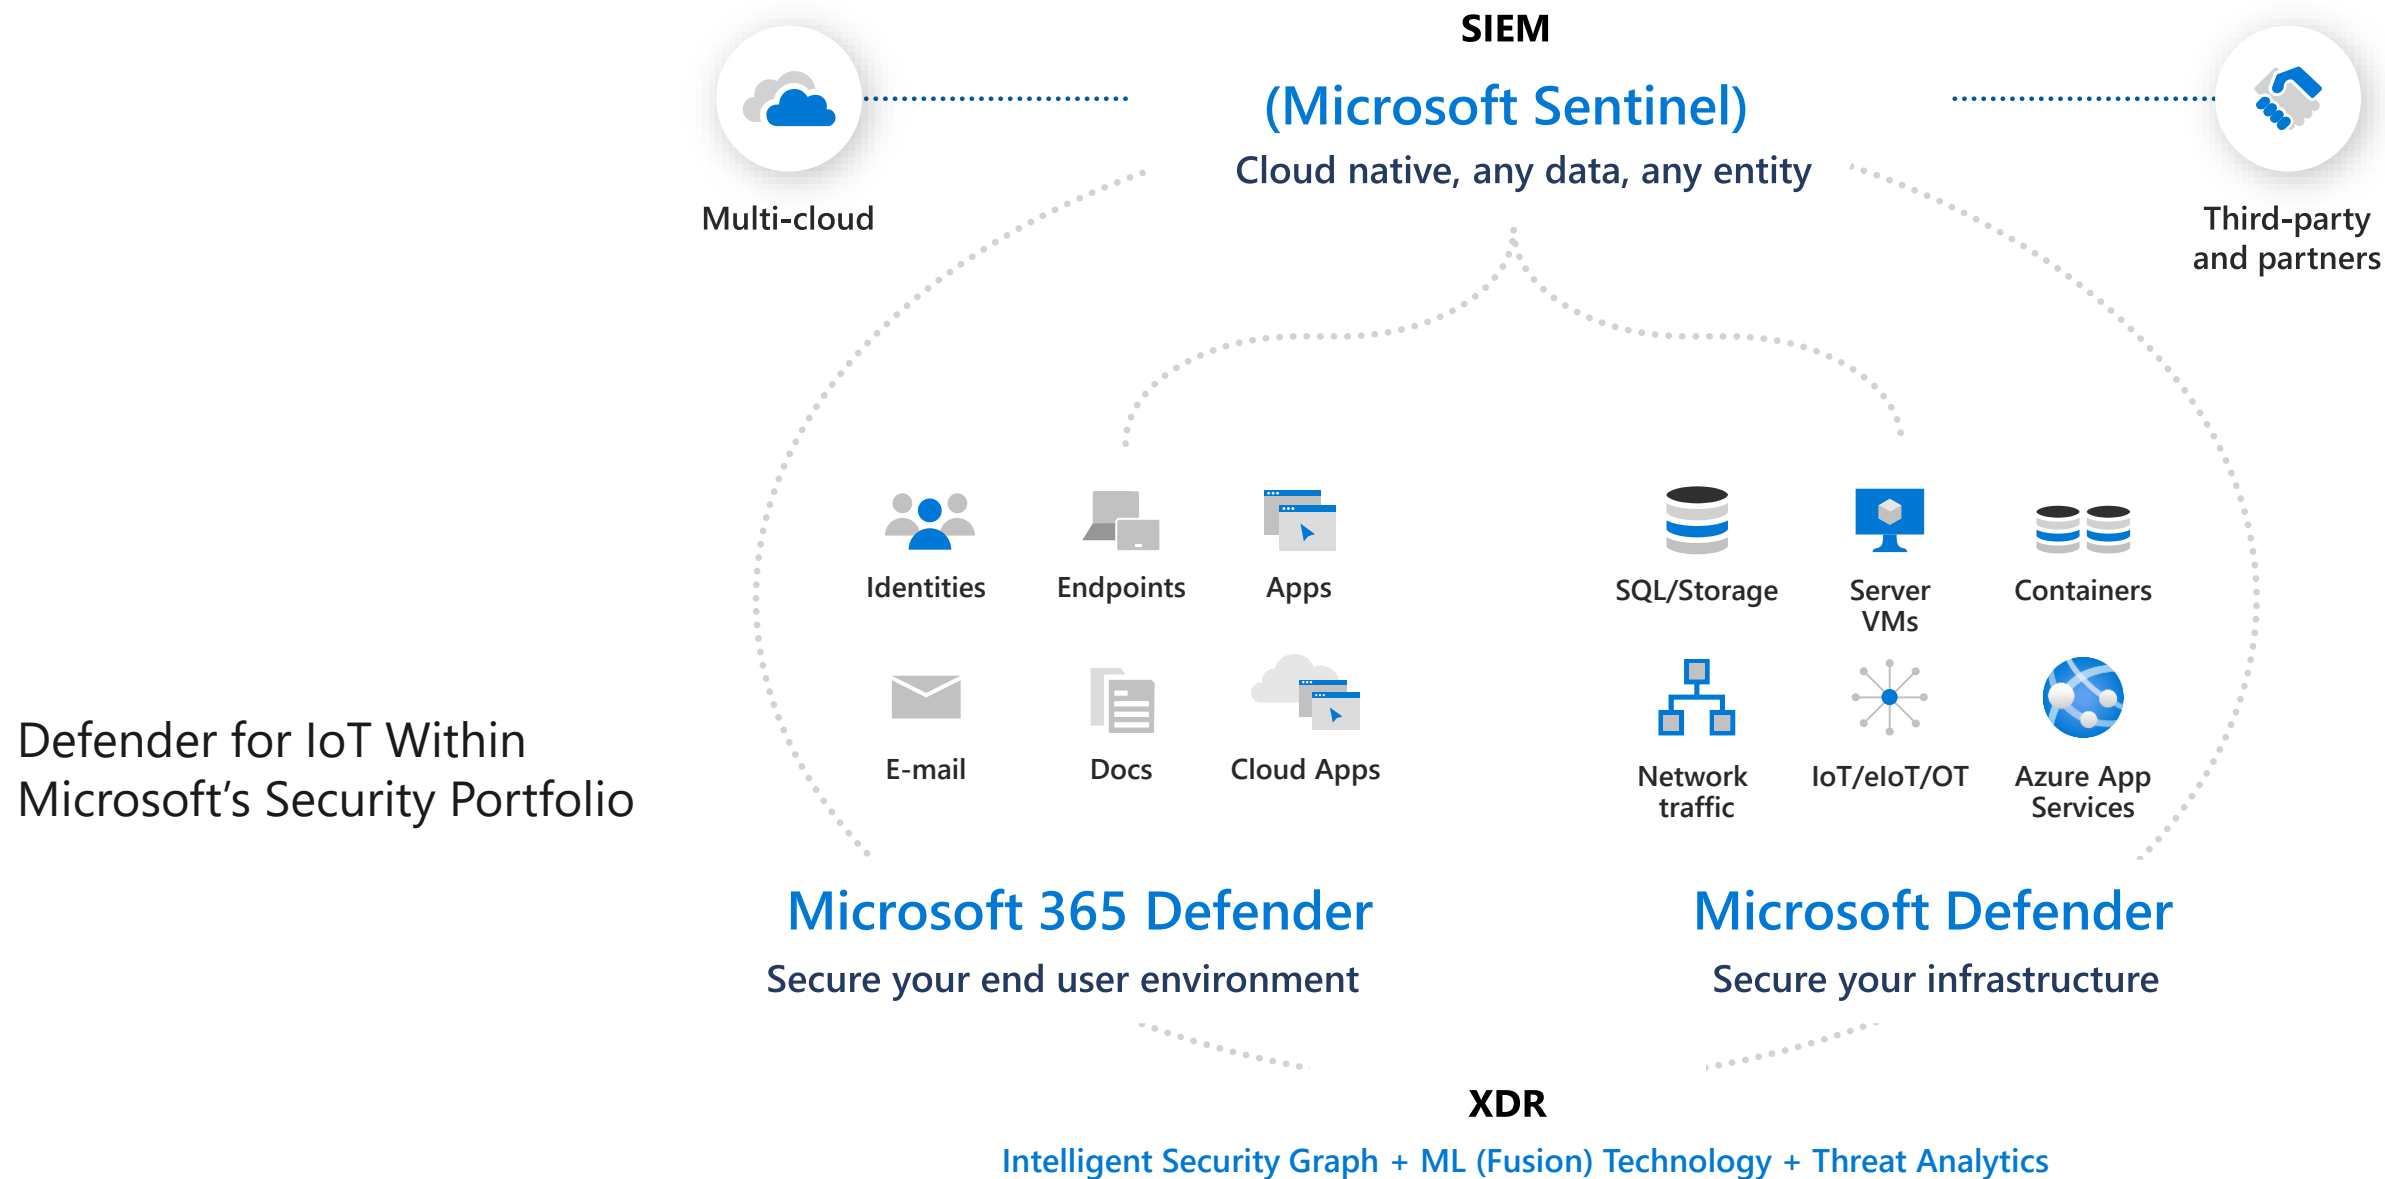 SIEM
(Microsoft Sentinel)
Cloud native, any data, any entity
Multi-cloud
Third-party
and partners
Identities
Endpoints
Apps
SQL/Storage
Server
VMs
Containers
E-mail
Docs
Cloud Apps
Network
traffic
IoT/eIoT/OT
Azure App
Services
Defender for IoT Within
Microsoft’s Security Portfolio
Microsoft 365 Defender
Secure your end user environment
Microsoft Defender
Secure your infrastructure
XDR
Intelligent Security Graph + ML (Fusion) Technology + Threat Analytics